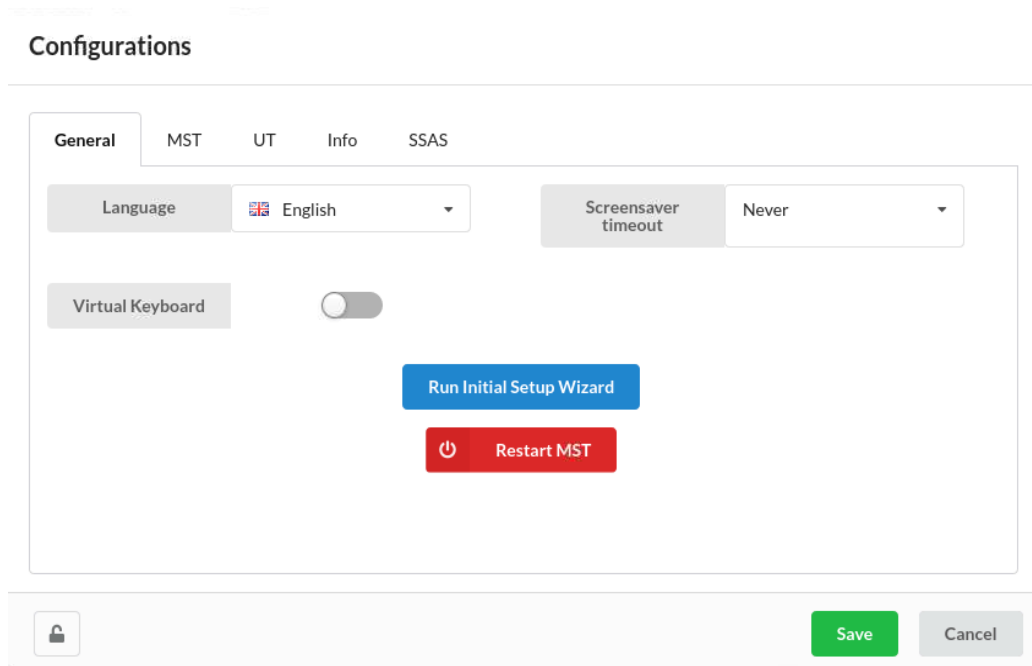 Configurations
General MST UT Info SSAS
Language English Screensaver timeout Never
Virtual Keyboard
Run Initial Setup Wizard
Restart MST
Save Cancel